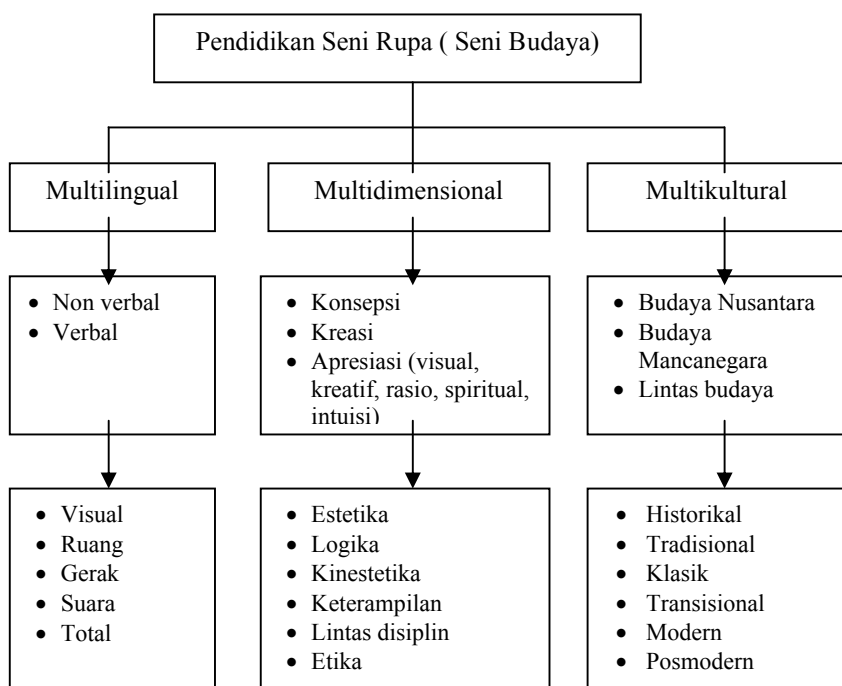 Pendidikan Seni Rupa ( Seni Budaya)
Multilingual
Multidimensional
Multikultural
• Non verbal
• Verbal
• Konsepsi
• Kreasi
• Apresiasi (visual,
kreatif, rasio, spiritual,
intuisi)
• Budaya Nusantara
• Budaya
Mancanegara
• Lintas budaya
• Visual
• Ruang
• Gerak
• Suara
• Total
• Estetika
• Logika
• Kinestetika
• Keterampilan
• Lintas disiplin
• Etika
• Historikal
• Tradisional
• Klasik
• Transisional
• Modern
• Posmodern